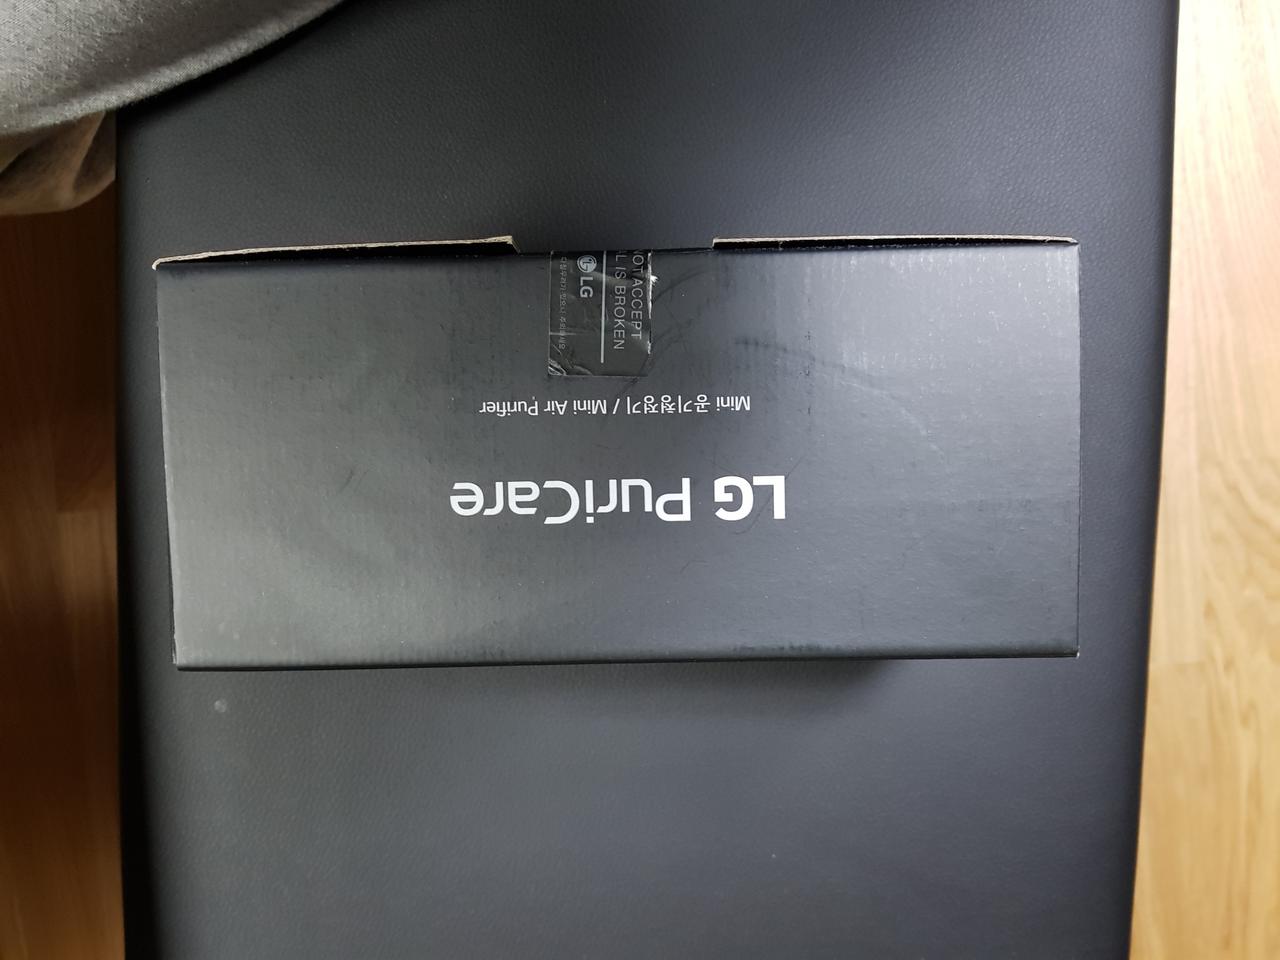 LG PuriCare
Mini 공기청정기 / Mini Air Purifier
OT ACCEPT
L IS BROKEN
LG